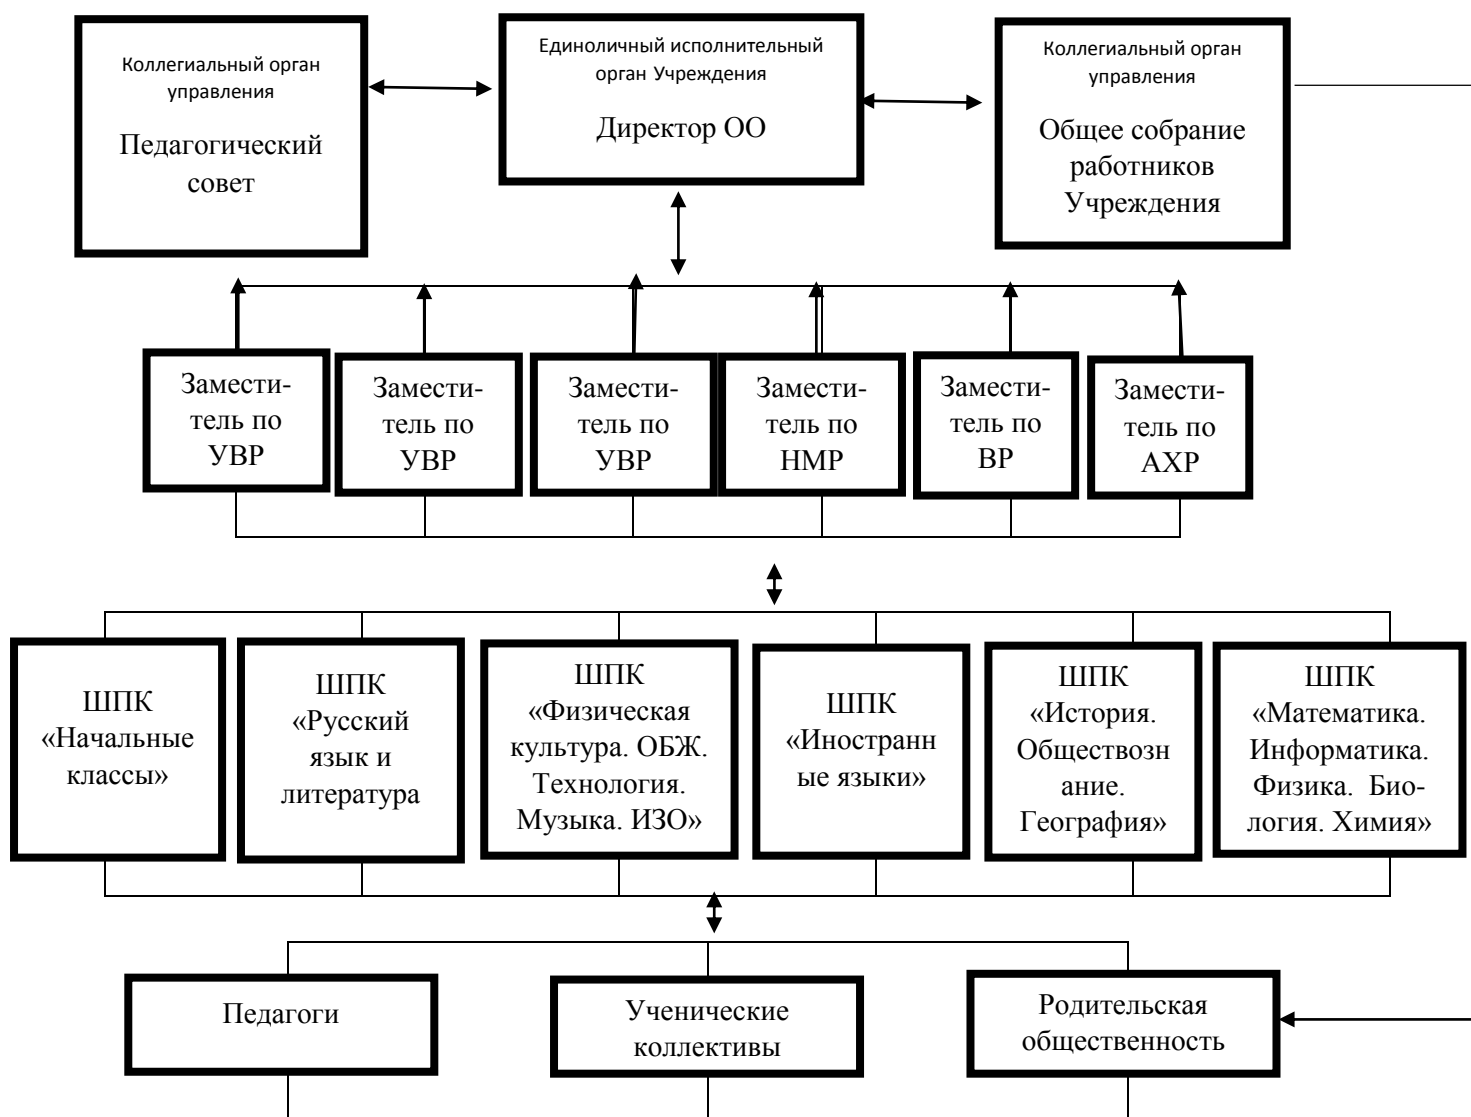 Коллегиальный орган
управления
Педагогический
совет
Единоличный исполнительный
орган Учреждения
Директор ОО
Коллегиальный орган
управления
Общее собрание
работников
Учреждения
Замести-
тель по
УВР
Замести-
тель по
УВР
Замести-
тель по
УВР
Замести-
тель по
НМР
Замести-
тель по
ВР
Замести-
тель по
АХР
ШПК
«Начальные
классы»
ШПК
«Русский
язык и
литература
ШПК
«Физическая
культура. ОБЖ.
Технология.
Музыка. ИЗО»
ШПК
«Иностранн
ые языки»
ШПК
«История.
Обществозн
ание.
География»
ШПК
«Математика.
Информатика.
Физика. Био-
логия. Химия»
Педагоги
Ученические
коллективы
Родительская
общественность